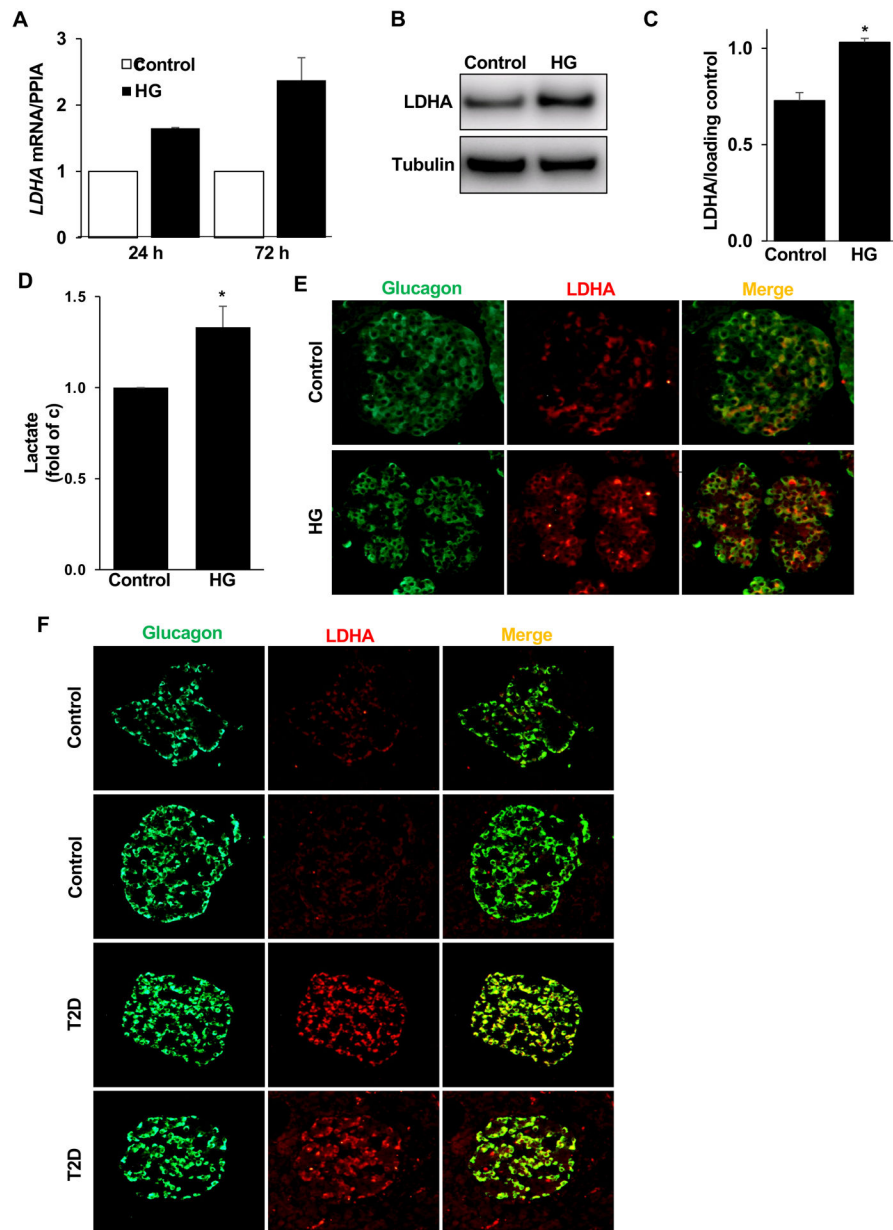 A
LDHA mRNA/PPIA
3
2
1
0
Control
HG
24 h
72 h
B
Control HG
LDHA
Tubulin
C
LDHA/loading control
1.0
0.5
0.0
*
Control HG
D
Lactate
(fold of c)
1.5
1.0
0.5
0.0
*
Control HG
E
Glucagon LDHA Merge
Control
HG
F
Glucagon LDHA Merge
Control
Control
T2D
T2D